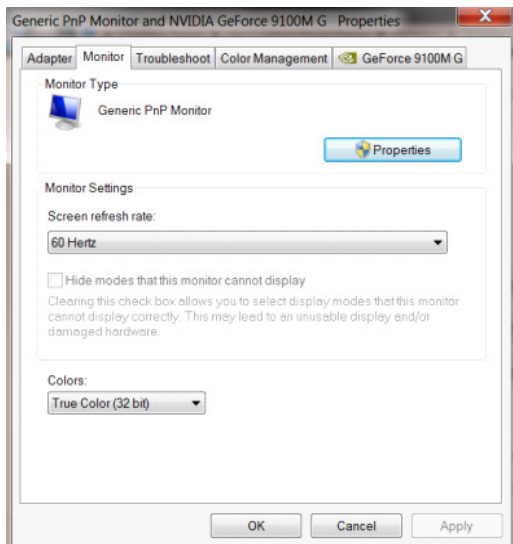 Generic PnP Monitor and NVIDIA GeForce 9100M G Properties
X
Adapter Monitor Troubleshoot Color Management GeForce 9100M G
Monitor Type
Generic PnP Monitor
Properties
Monitor Settings
Screen refresh rate:
60 Hertz
Hide modes that this monitor cannot display
Clearing this check box allows you to select display modes that this monitor
cannot display correctly. This may lead to an unusable display and/or
damaged hardware.
Colors:
True Color (32 bit)
OK Cancel Apply